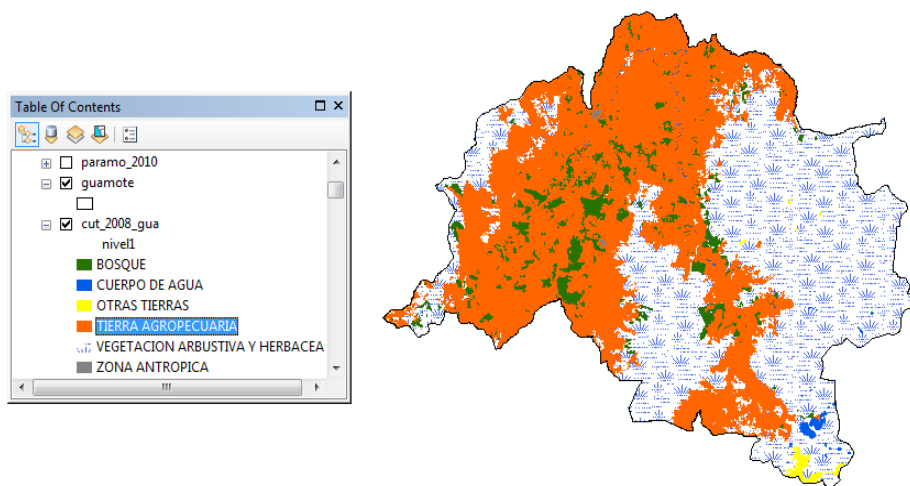 Table Of Contents
paramo_2010
guamote
cut_2008_gua
nivel1
BOSQUE
CUERPO DE AGUA
OTRAS TIERRAS
TIERRA AGROPECUARIA
VEGETACION ARBUSTIVA Y HERBACEA
ZONA ANTROPICA